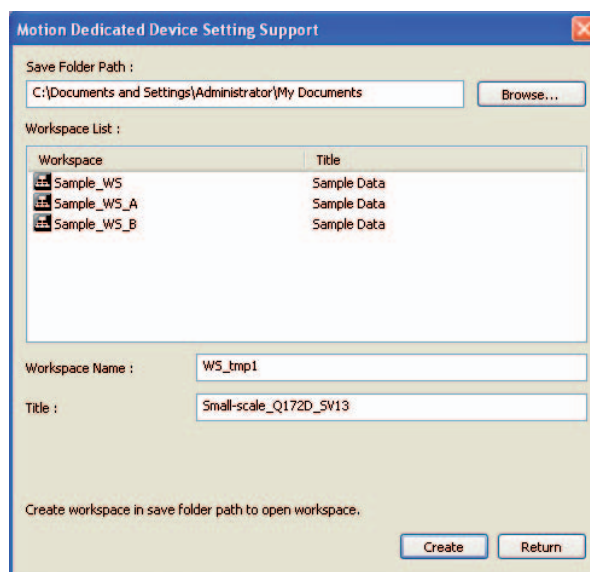 Motion Dedicated Device Setting Support
Save Folder Path :
C:\Documents and Settings\Administrator\My Documents
Browse...
Workspace List :
Workspace Title
Sample_WS Sample Data
Sample_WS_A Sample Data
Sample_WS_B Sample Data
Workspace Name : WS_tmp1
Title : Small-scale_Q172D_SV13
Create workspace in save folder path to open workspace.
Create Return